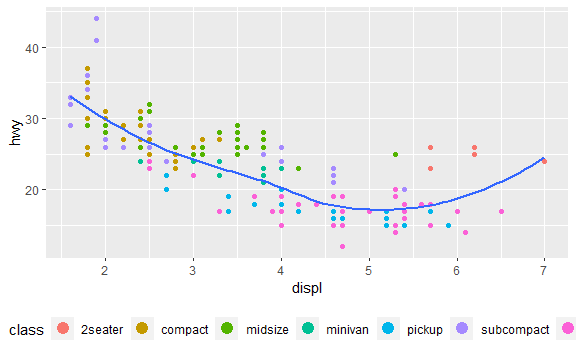 40
30
20
hwy
2 3 4 5 6 7
displ
class 2seater compact midsize minivan pickup subcompact